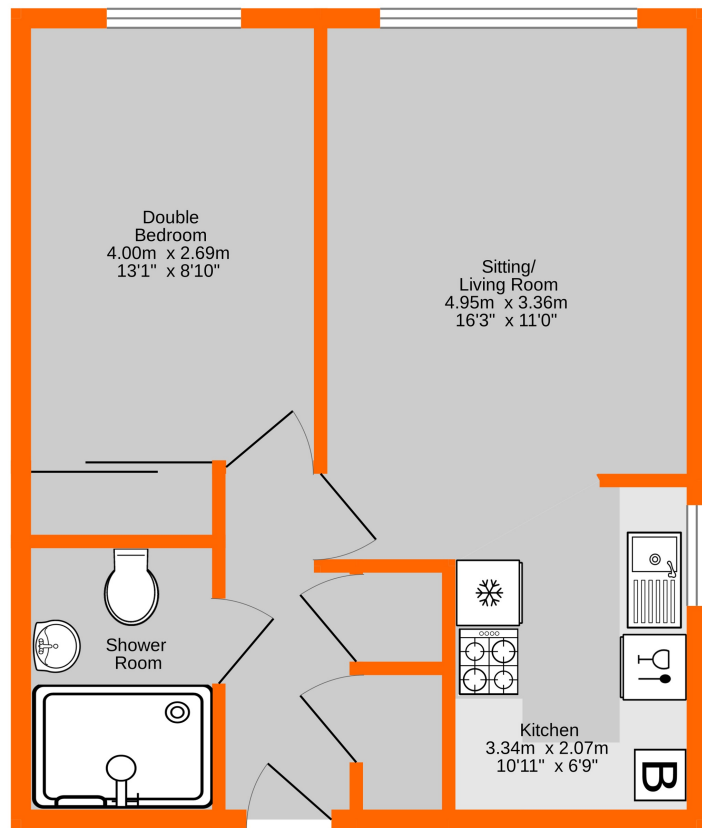 Double
Bedroom
4.00m x 2.69m
13'1" x 8'10"
Sitting/
Living Room
4.95m x 3.36m
16'3" x 11'0"
Shower
Room
Kitchen
3.34m x 2.07m
10'11" x 6'9"
B